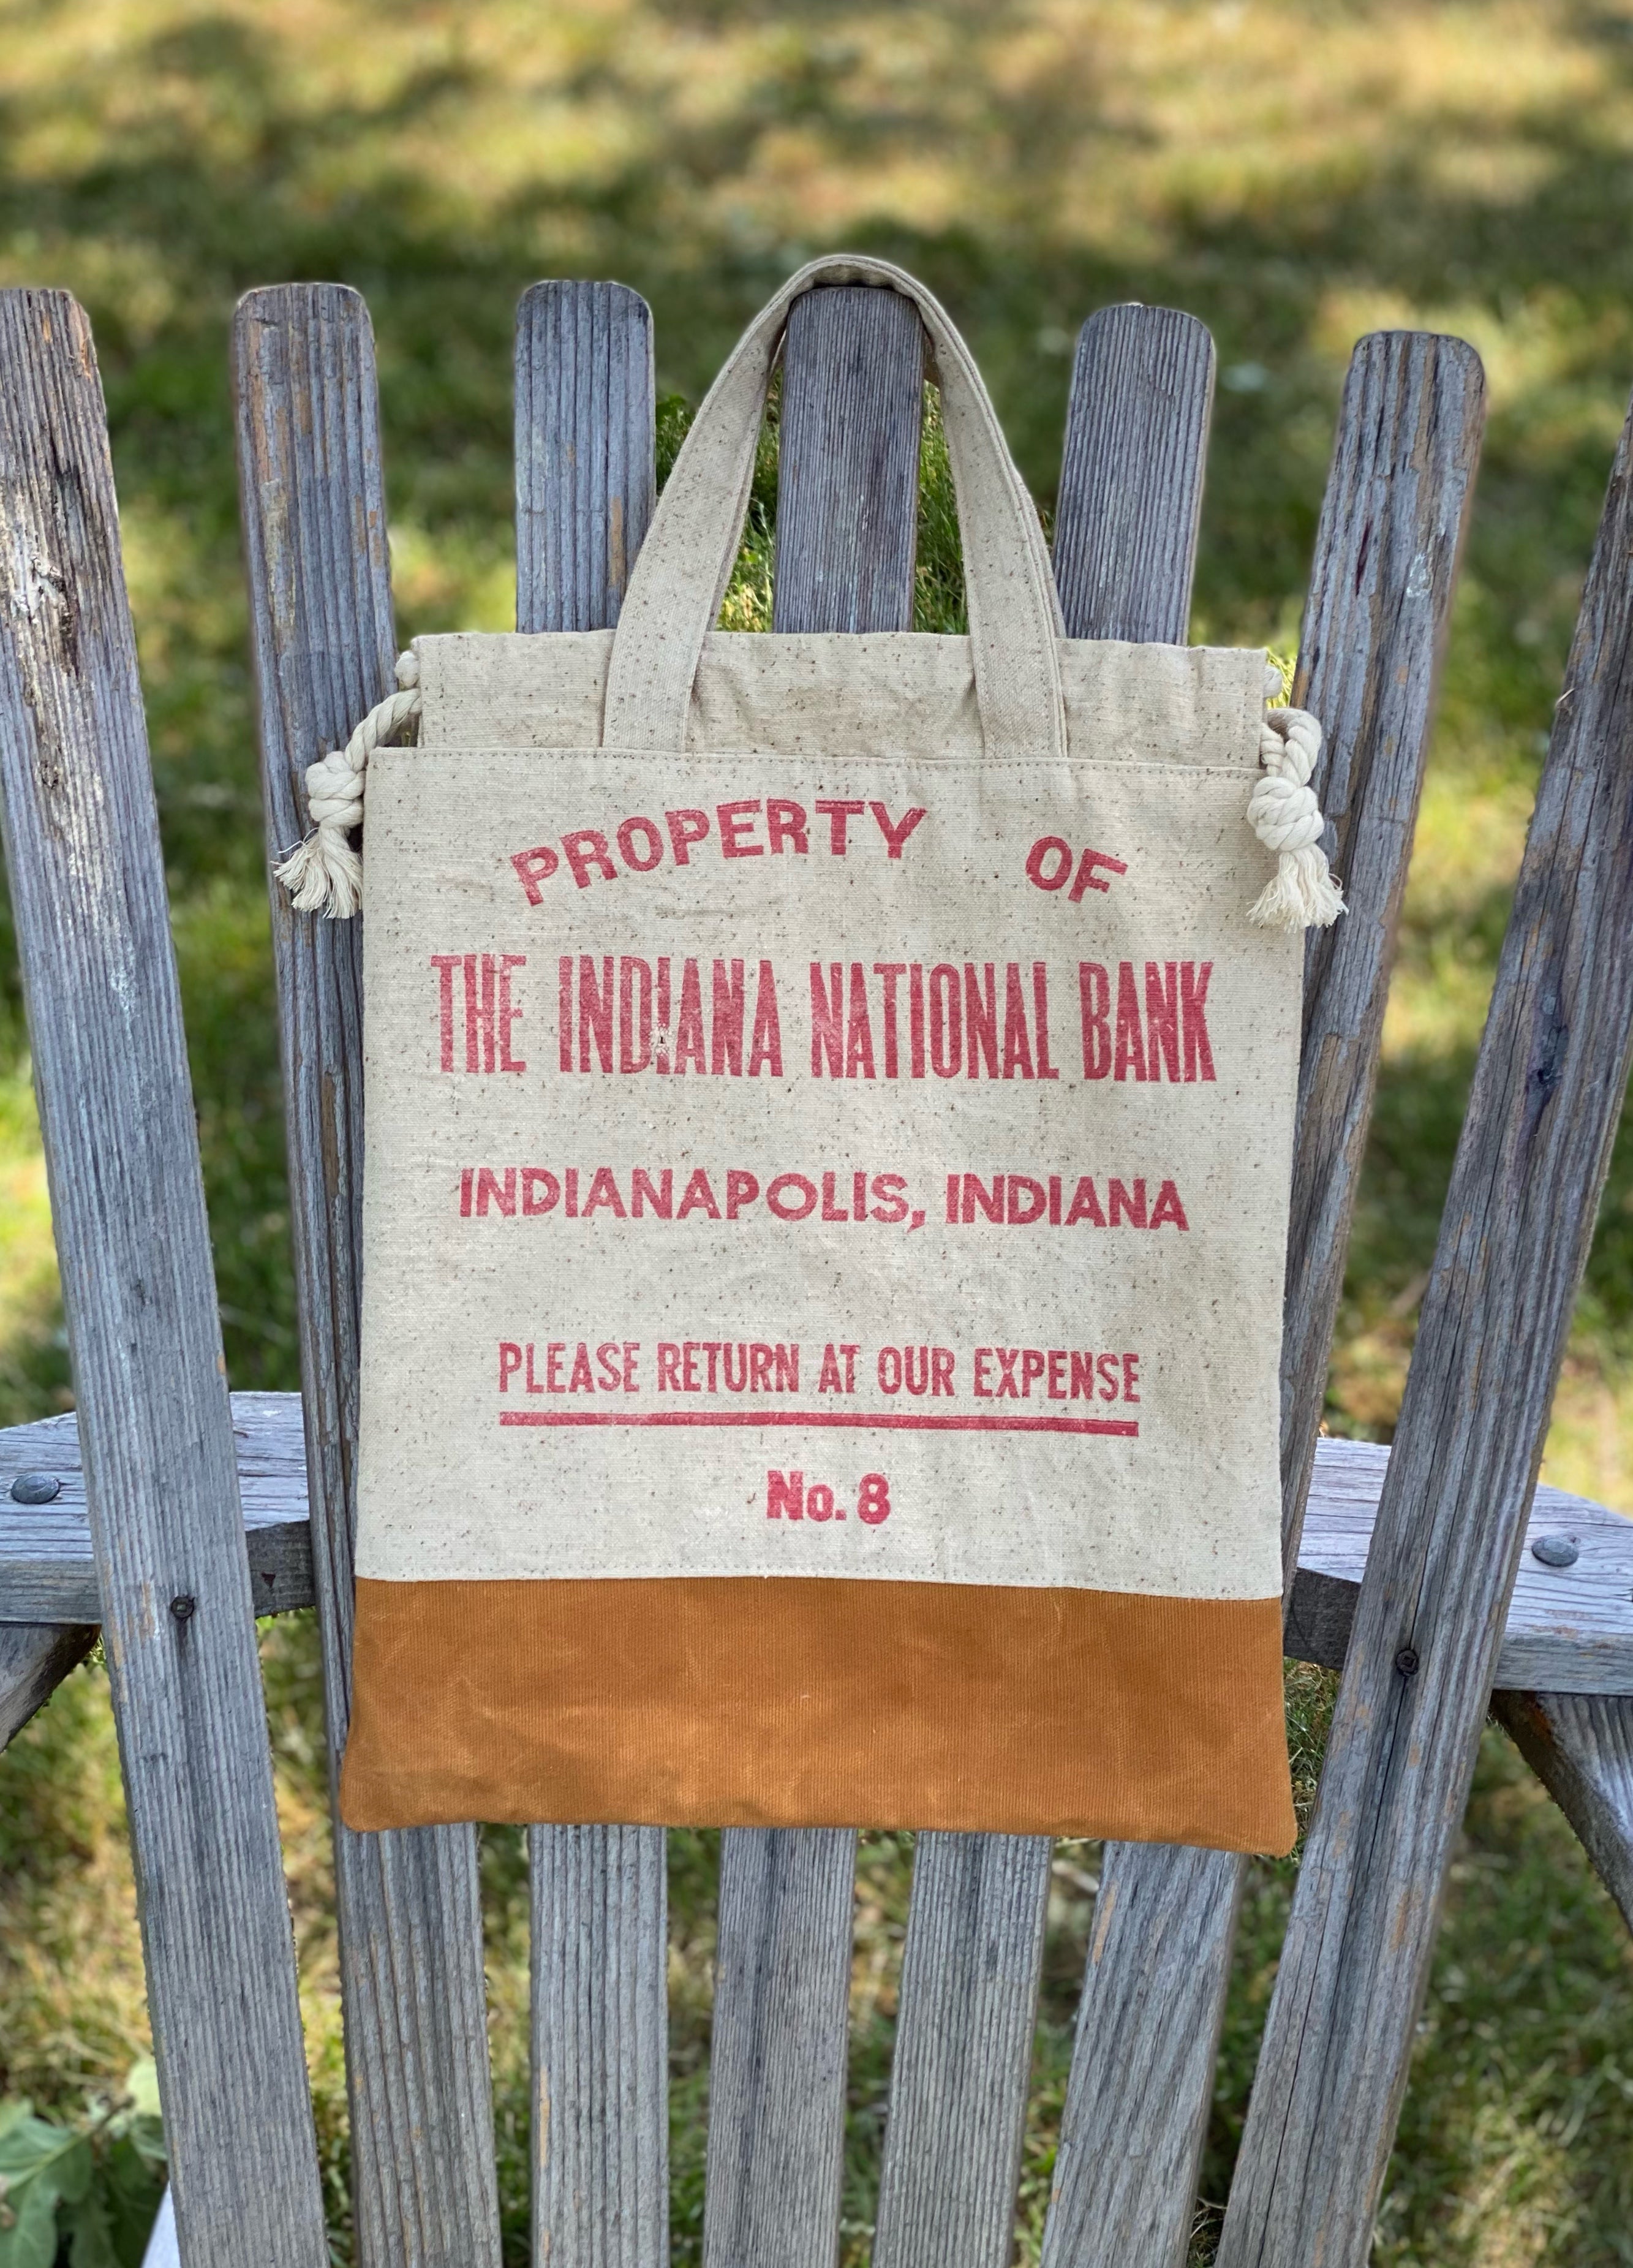 PROPERTY OF
THE INDIANA NATIONAL BANK
INDIANAPOLIS, INDIANA
PLEASE RETURN AT OUR EXPENSE
No. 8